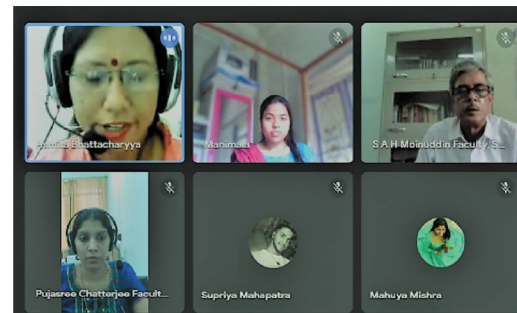 Bhattacharyya
Manimala
S A H Moinuddin Faculty, S...
Pujasree Chatterjee Facult...
Supriya Mahapatra
Mahuya Mishra